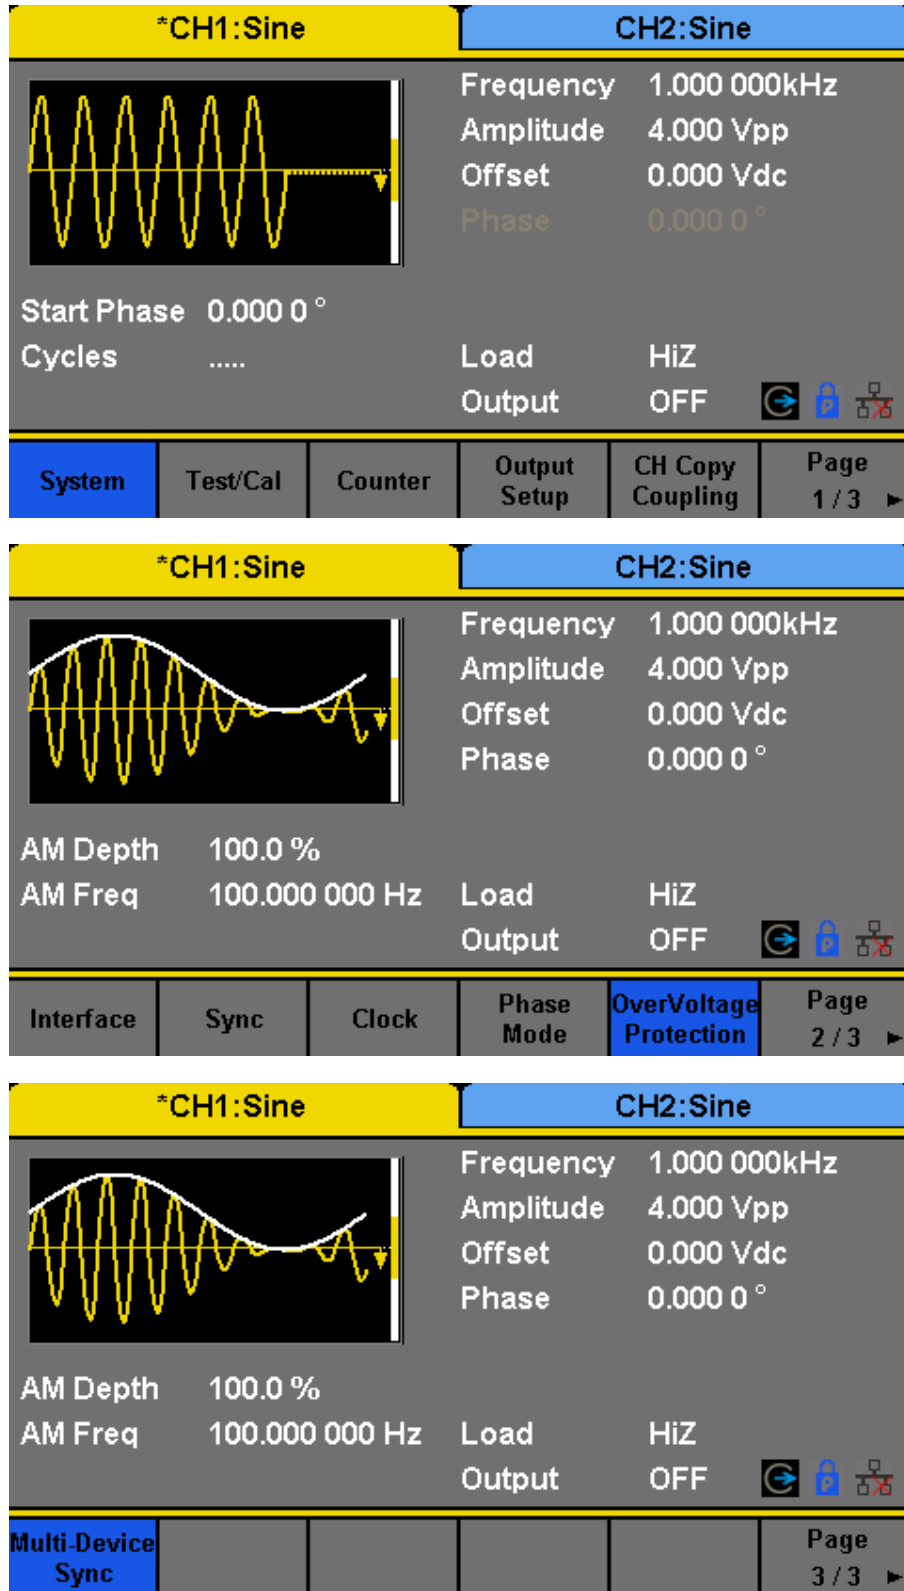 *CH1:Sine
CH2:Sine
Frequency 1.000 000kHz
Amplitude 4.000 Vpp
Offset 0.000 Vdc
Phase 0.000 0 °
Start Phase 0.000 0 °
Cycles .....
Load HiZ
Output OFF
P
System
Test/Cal
Counter
Output
Setup
CH Copy
Coupling
Page
1 / 3 ►
*CH1:Sine
CH2:Sine
Frequency 1.000 000kHz
Amplitude 4.000 Vpp
Offset 0.000 Vdc
Phase 0.000 0 °
AM Depth 100.0 %
AM Freq 100.000 000 Hz
Load HiZ
Output OFF
P
Interface
Sync
Clock
Phase
Mode
OverVoltage
Protection
Page
2 / 3 ►
*CH1:Sine
CH2:Sine
Frequency 1.000 000kHz
Amplitude 4.000 Vpp
Offset 0.000 Vdc
Phase 0.000 0 °
AM Depth 100.0 %
AM Freq 100.000 000 Hz
Load HiZ
Output OFF
P
Multi-Device
Sync
Page
3 / 3 ►